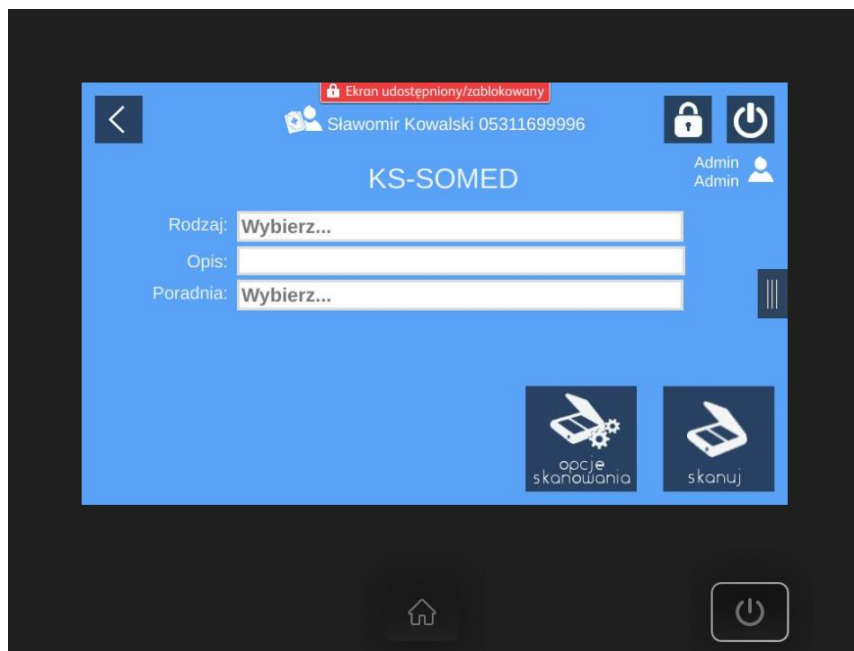 Ekran udostępniony/zablokowany
Sławomir Kowalski 05311699996
Admin
Admin
KS-SOMED
Rodzaj: Wybierz...
Opis:
Poradnia: Wybierz...
opcje
skanowania
skanuj